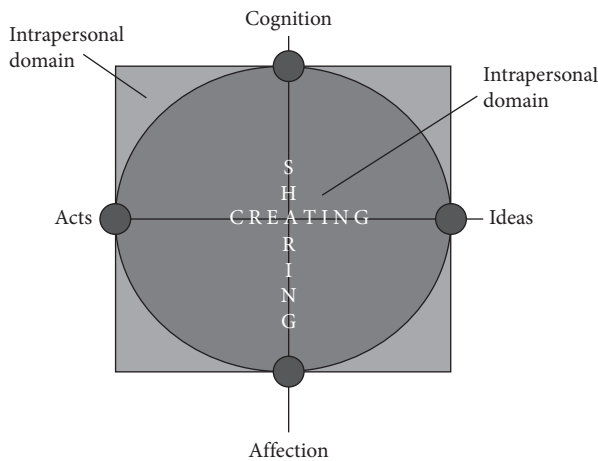 Cognition
Intrapersonal
domain
Intrapersonal
domain
S
H
CREATING
R
I
N
G
Acts
Ideas
Affection